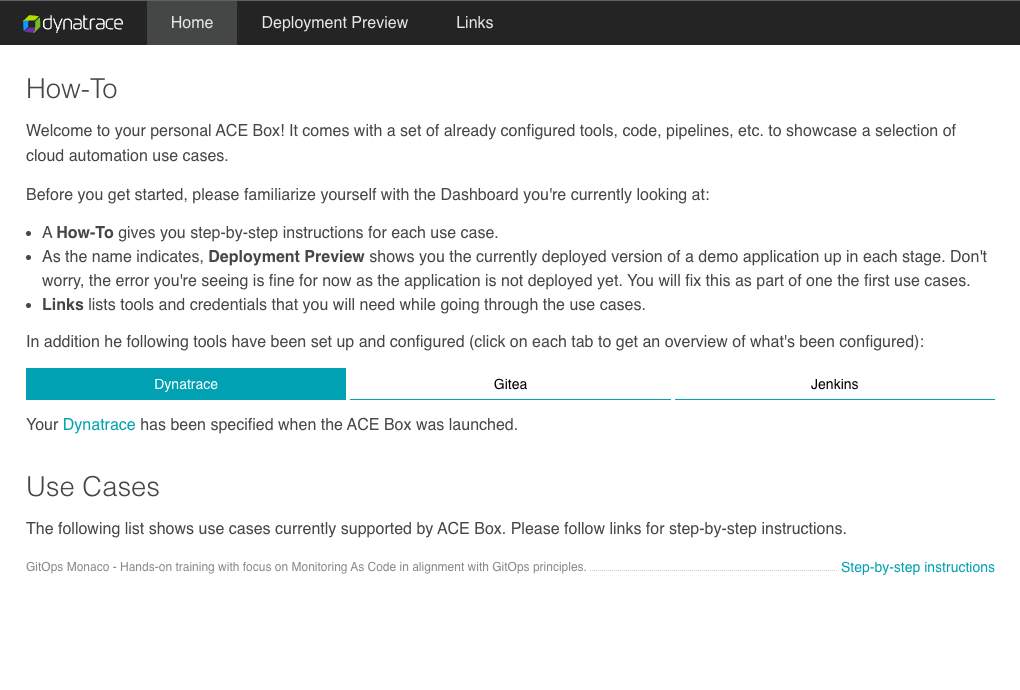 dynatrace Home Deployment Preview Links
How-To
Welcome to your personal ACE Box! It comes with a set of already configured tools, code, pipelines, etc. to showcase a selection of
cloud automation use cases.
Before you get started, please familiarize yourself with the Dashboard you're currently looking at:
• A How-To gives you step-by-step instructions for each use case.
• As the name indicates, Deployment Preview shows you the currently deployed version of a demo application up in each stage. Don't
worry, the error you're seeing is fine for now as the application is not deployed yet. You will fix this as part of one the first use cases.
• Links lists tools and credentials that you will need while going through the use cases.
In addition he following tools have been set up and configured (click on each tab to get an overview of what's been configured):
Dynatrace Gitea Jenkins
Your Dynatrace has been specified when the ACE Box was launched.
Use Cases
The following list shows use cases currently supported by ACE Box. Please follow links for step-by-step instructions.
GitOps Monaco - Hands-on training with focus on Monitoring As Code in alignment with GitOps principles. Step-by-step instructions